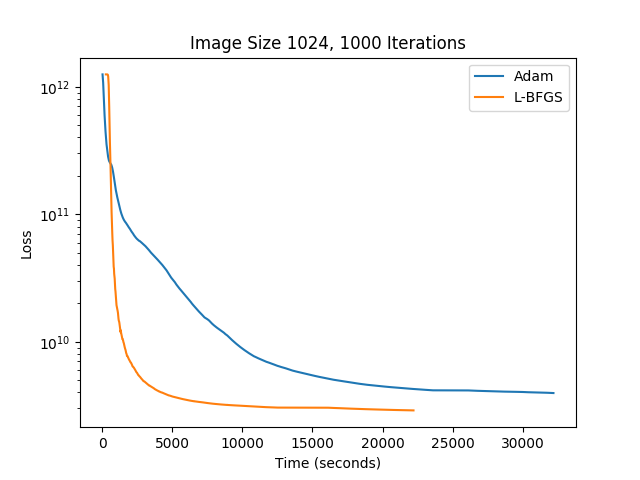 Image Size 1024, 1000 Iterations
Adam
L-BFGS
10^12
10^11
10^10
Loss
0 5000 10000 15000 20000 25000 30000
Time (seconds)